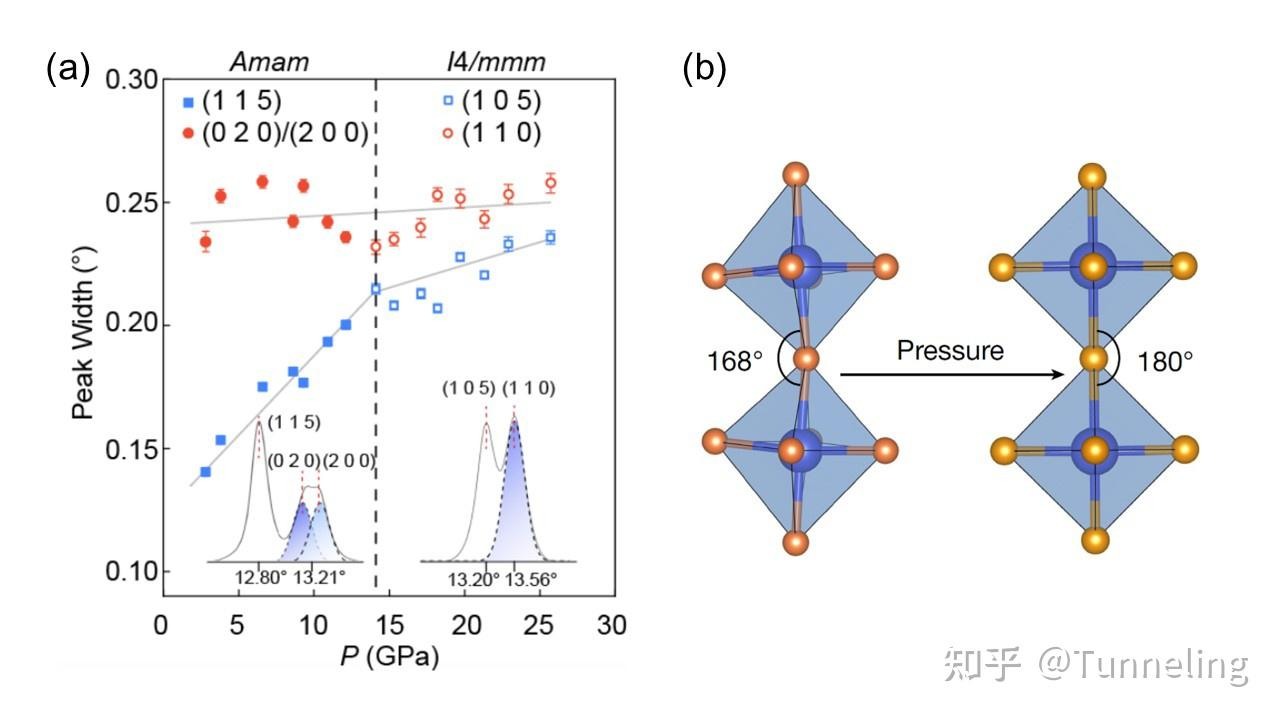 (a)
Amam
I4/mmm
0.30
0.25
0.20
0.15
0.10
Peak Width (°)
(1 1 5)
(0 2 0)/(2 0 0)
(1 0 5)
(1 1 0)
(1 1 5)
(0 2 0)
(2 0 0)
12.80° 13.21°
(1 0 5) (1 1 0)
13.20° 13.56°
0 5 10 15 20 25 30
P (GPa)
(b)
168°
Pressure
180°
知乎 @Tunneling